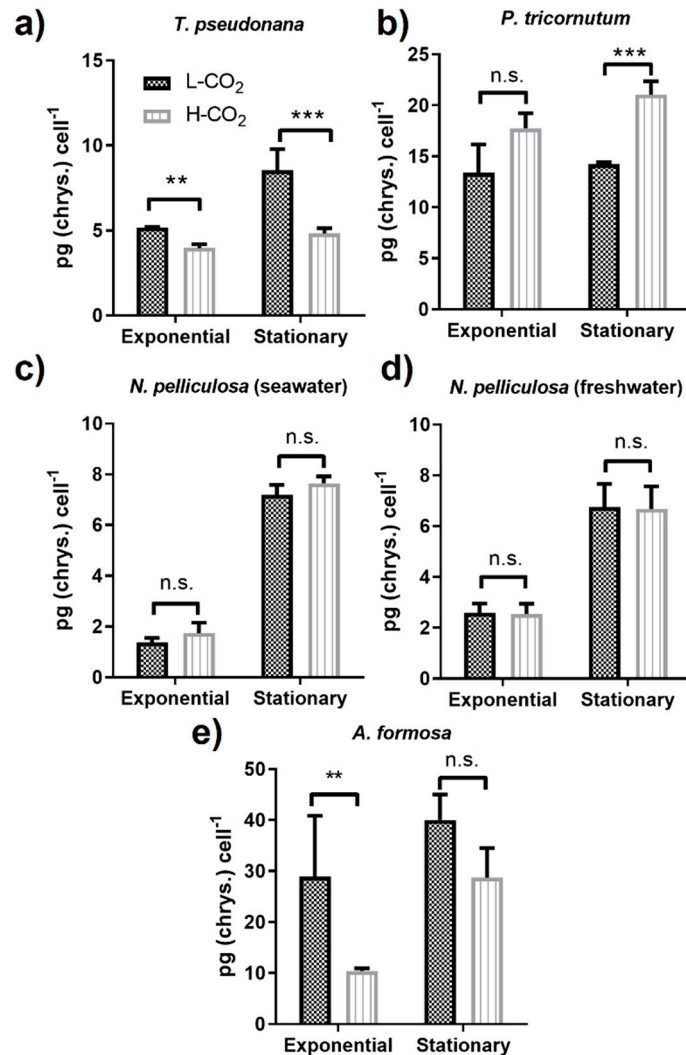 a)
T. pseudonana
L-CO₂
H-CO₂
pg (chrys.) cell⁻¹
15
10
5
0
**
***
Exponential Stationary
b)
P. tricornutum
pg (chrys.) cell⁻¹
25
20
15
10
5
0
n.s.
***
Exponential Stationary
c)
N. pelliculosa (seawater)
pg (chrys.) cell⁻¹
10
8
6
4
2
0
n.s.
n.s.
Exponential Stationary
d)
N. pelliculosa (freshwater)
pg (chrys.) cell⁻¹
10
8
6
4
2
0
n.s.
n.s.
Exponential Stationary
e)
A. formosa
pg (chrys.) cell⁻¹
50
40
30
20
10
0
**
n.s.
Exponential Stationary